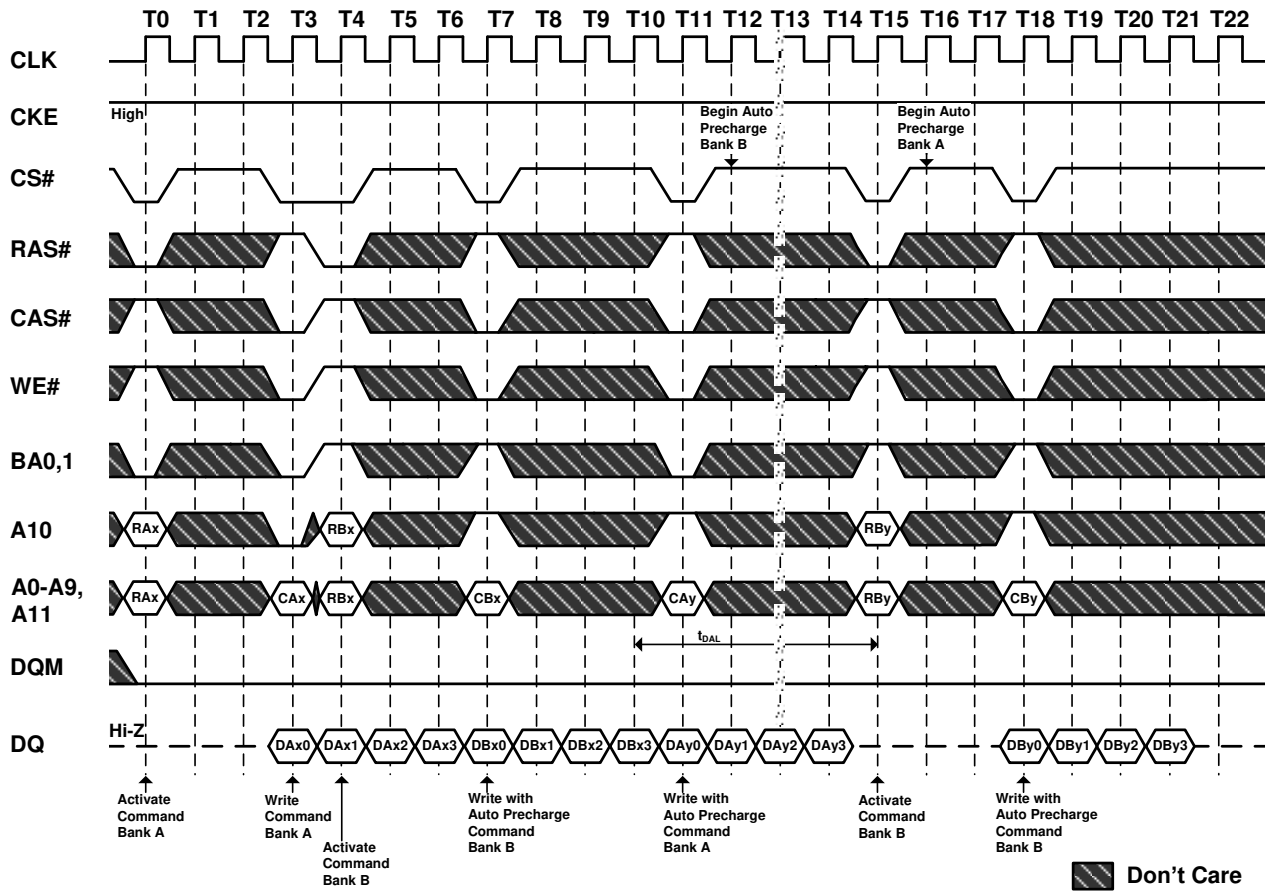 T0 T1 T2 T3 T4 T5 T6 T7 T8 T9 T10 T11 T12 T13 T14 T15 T16 T17 T18 T19 T20 T21 T22
CLK
CKE
High
Begin Auto
Precharge
Bank B
Begin Auto
Precharge
Bank A
CS#
RAS#
CAS#
WE#
BA0,1
A10
RAx RBx RBy
A0-A9,
A11
RAx CAx RBx CBx CAy RBy CBy
tDAL
DQM
DQ
Hi-Z
DAx0 DAx1 DAx2 DAx3 DBx0 DBx1 DBx2 DBx3 DAy0 DAy1 DAy2 DAy3 DBy0 DBy1 DBy2 DBy3
Activate
Command
Bank A
Write
Command
Bank A
Activate
Command
Bank B
Write with
Auto Precharge
Command
Bank B
Write with
Auto Precharge
Command
Bank A
Activate
Command
Bank B
Write with
Auto Precharge
Command
Bank B
Don't Care